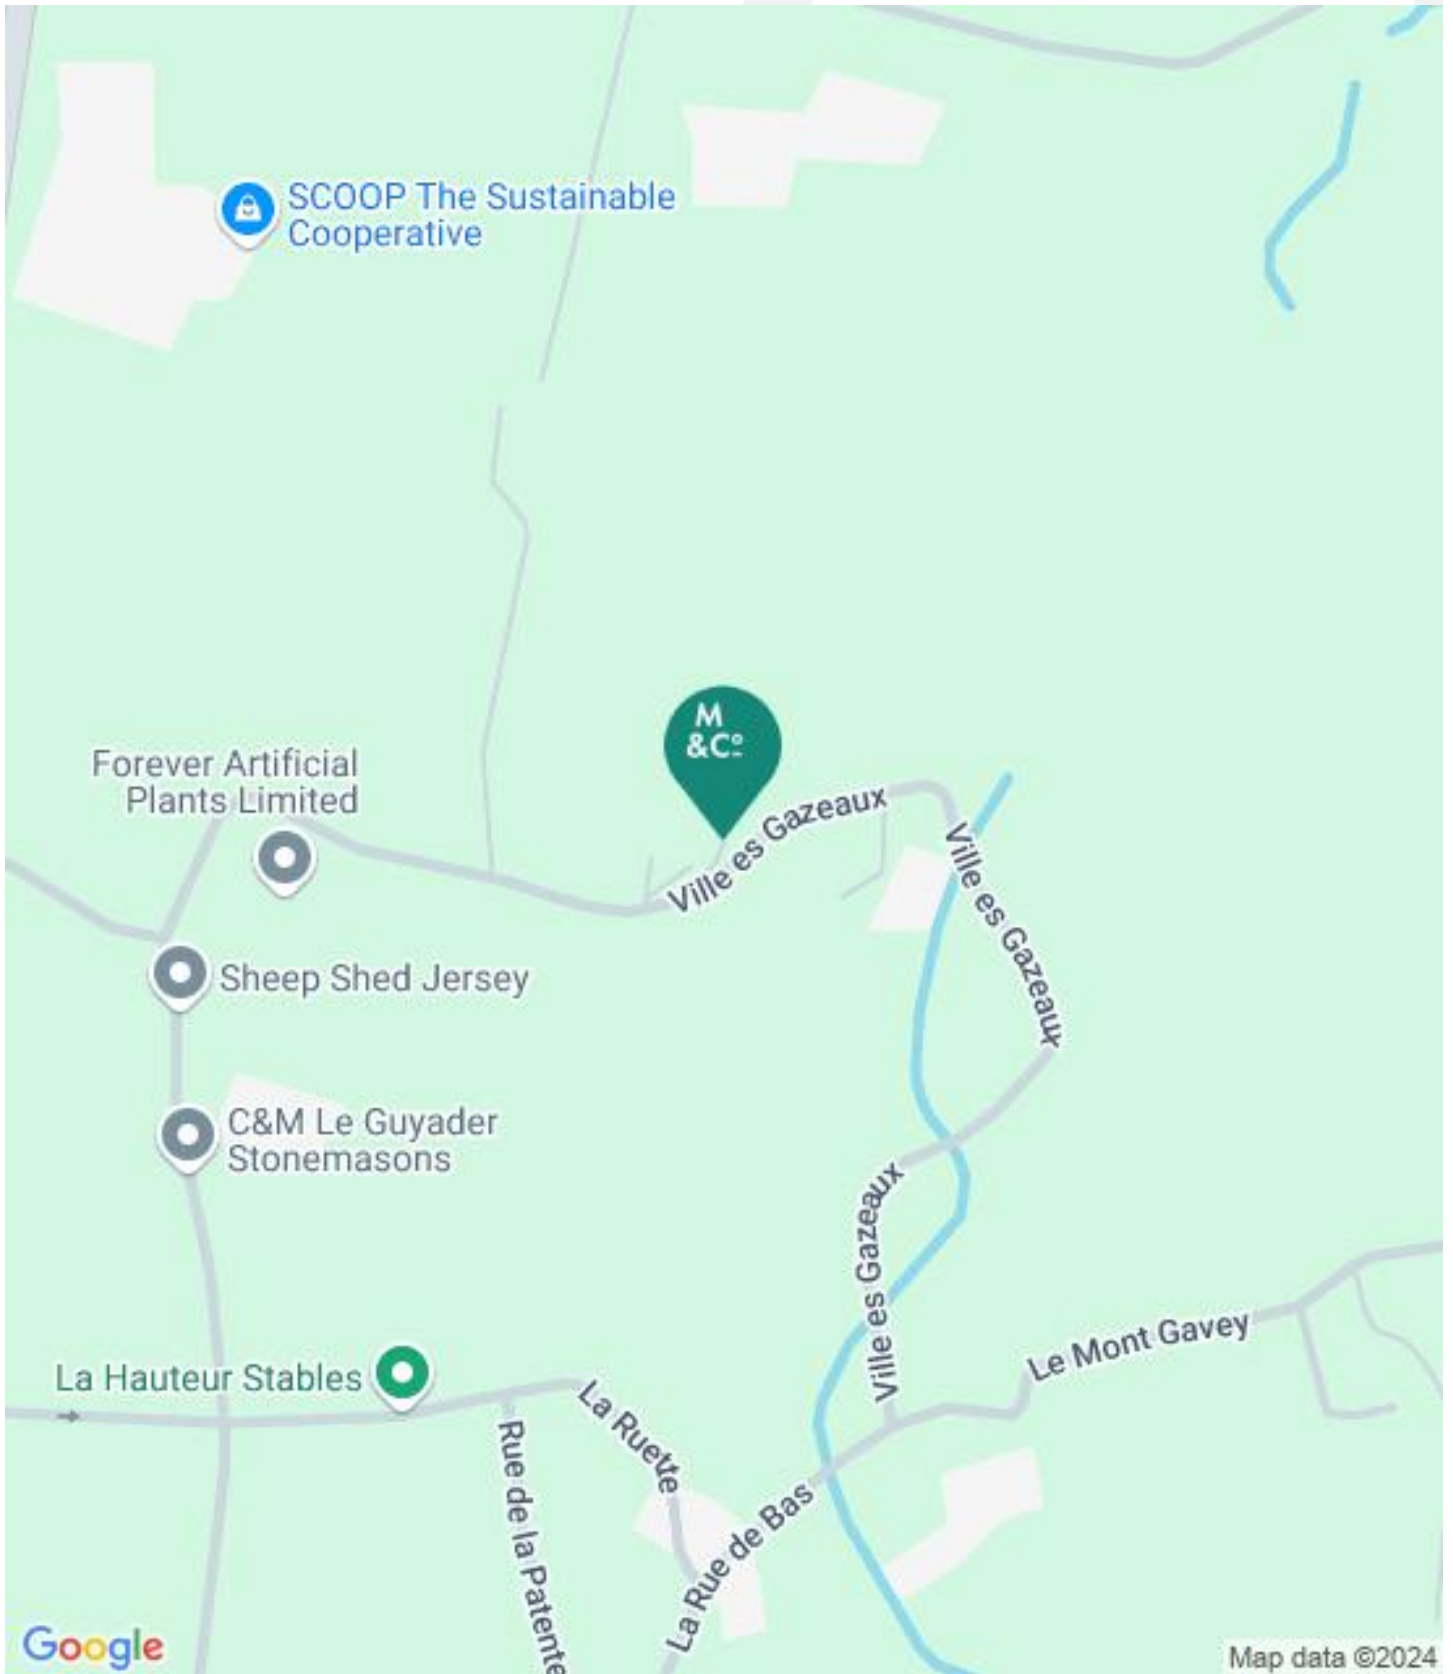 SCOOP The Sustainable
Cooperative
M
&Cº
Forever Artificial
Plants Limited
Ville es Gazeaux
Ville es Gazeaux
Sheep Shed Jersey
C&M Le Guyader
Stonemasons
Ville es Gazeaux
Le Mont Gavey
La Hauteur Stables
La Ruette
Rue de la Patente
La Rue de Bas
Google
Map data ©2024